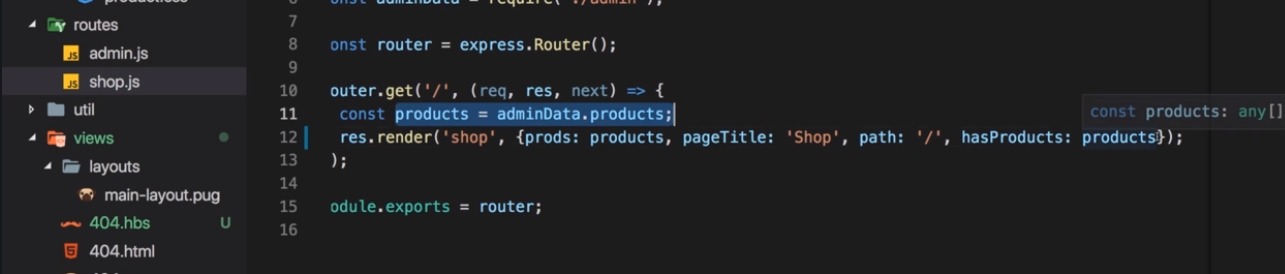 product.css
routes
admin.js
shop.js
util
views
layouts
main-layout.pug
404.hbs U
404.html
6 onst adminData = require('./admin');
7
8 onst router = express.Router();
9
10 outer.get('/', (req, res, next) => {
11 const products = adminData.products;
const products: any[]
12 res.render('shop', {prods: products, pageTitle: 'Shop', path: '/', hasProducts: products});
13 );
14
15 odule.exports = router;
16